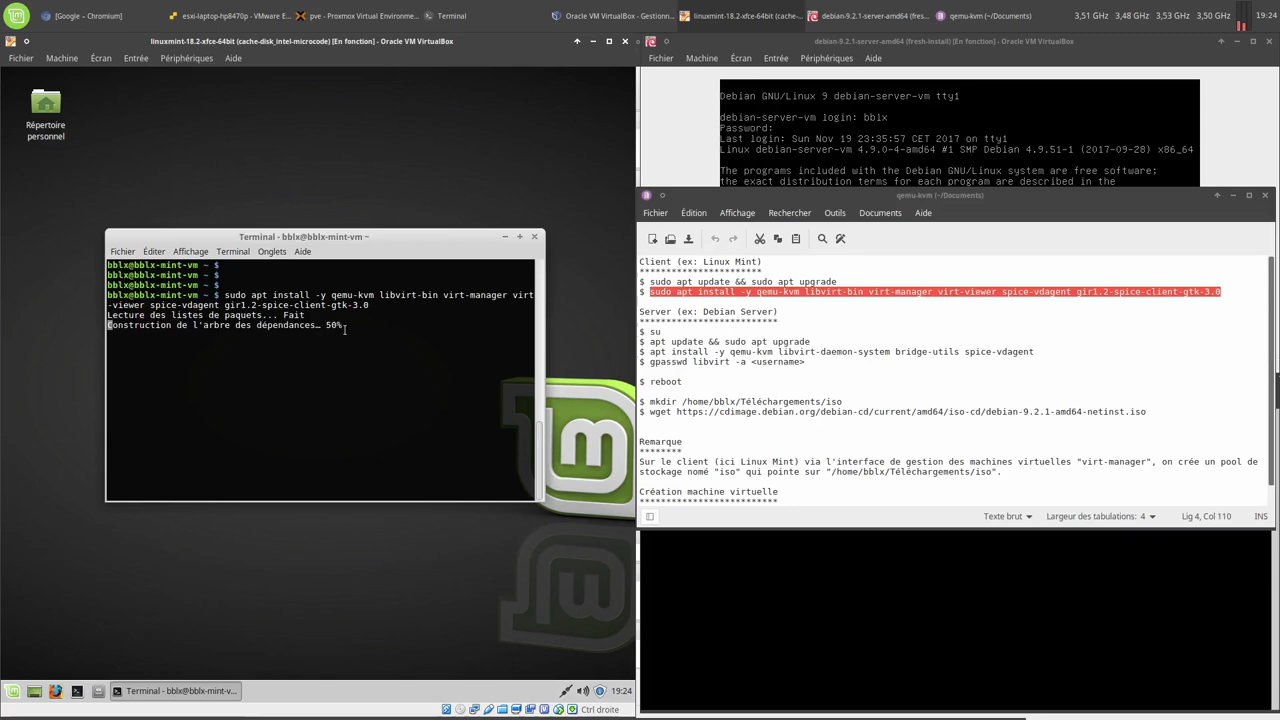 [Google – Chromium]
esxi-laptop-hp8470p - VMware E...
pve - Proxmox Virtual Environme...
Terminal
Oracle VM VirtualBox - Gestionn...
linuxmint-18.2-xfce-64bit (cache-...
debian-9.2.1-server-amd64 (fres...
qemu-kvm (~/Documents)
3,51 GHz 3,48 GHz 3,53 GHz 3,50 GHz
19:24
linuxmint-18.2-xfce-64bit (cache-disk_intel-microcode) [En fonction] - Oracle VM VirtualBox
Fichier Machine Écran Entrée Périphériques Aide
Répertoire
personnel
Terminal - bblx@bblx-mint-vm ~
Fichier Éditer Affichage Terminal Onglets Aide
bblx@bblx-mint-vm ~ $
bblx@bblx-mint-vm ~ $
bblx@bblx-mint-vm ~ $
bblx@bblx-mint-vm ~ $ sudo apt install -y qemu-kvm libvirt-bin virt-manager virt
-viewer spice-vdagent gir1.2-spice-client-gtk-3.0
Lecture des listes de paquets... Fait
Construction de l'arbre des dépendances… 50%
Terminal - bblx@bblx-mint-v...
19:24
Ctrl droite
debian-9.2.1-server-amd64 (fresh-install) [En fonction] - Oracle VM VirtualBox
Fichier Machine Écran Entrée Périphériques Aide
Debian GNU/Linux 9 debian-server-vm tty1
debian-server-vm login: bblx
Password:
Last login: Sun Nov 19 23:35:57 CET 2017 on tty1
Linux debian-server-vm 4.9.0-4-amd64 #1 SMP Debian 4.9.51-1 (2017-09-28) x86_64
The programs included with the Debian GNU/Linux system are free software;
the exact distribution terms for each program are described in the
qemu-kvm (~/Documents)
Fichier Édition Affichage Rechercher Outils Documents Aide
Client (ex: Linux Mint)
***********************
$ sudo apt update && sudo apt upgrade
$ sudo apt install -y qemu-kvm libvirt-bin virt-manager virt-viewer spice-vdagent gir1.2-spice-client-gtk-3.0
Server (ex: Debian Server)
**************************
$ su
$ apt update && sudo apt upgrade
$ apt install -y qemu-kvm libvirt-daemon-system bridge-utils spice-vdagent
$ gpasswd libvirt -a <username>
$ reboot
$ mkdir /home/bblx/Téléchargements/iso
$ wget https://cdimage.debian.org/debian-cd/current/amd64/iso-cd/debian-9.2.1-amd64-netinst.iso
Remarque
********
Sur le client (ici Linux Mint) via l'interface de gestion des machines virtuelles "virt-manager", on crée un pool de
stockage nomé "iso" qui pointe sur "/home/bblx/Téléchargements/iso".
Création machine virtuelle
**************************
Texte brut Largeur des tabulations: 4 Lig 4, Col 110 INS